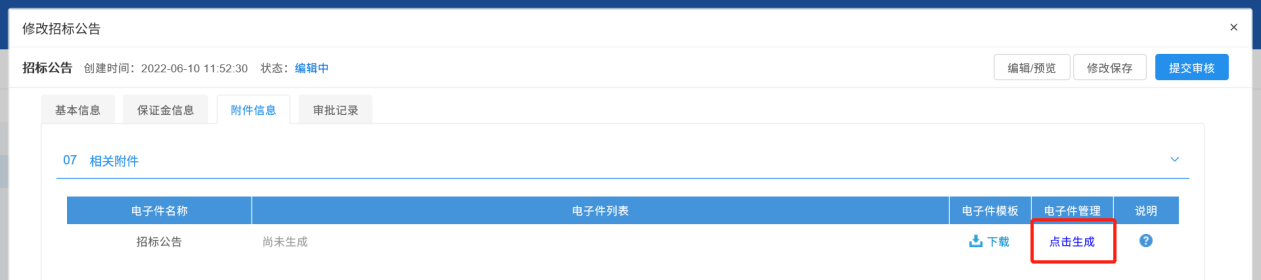 修改招标公告 ×
招标公告 创建时间：2022-06-10 11:52:30 状态：编辑中 编辑/预览 修改保存 提交审核
基本信息 保证金信息 附件信息 审批记录
07 相关附件
电子件名称 电子件列表 电子件模板 电子件管理 说明
招标公告 尚未生成 下载 点击生成 ?